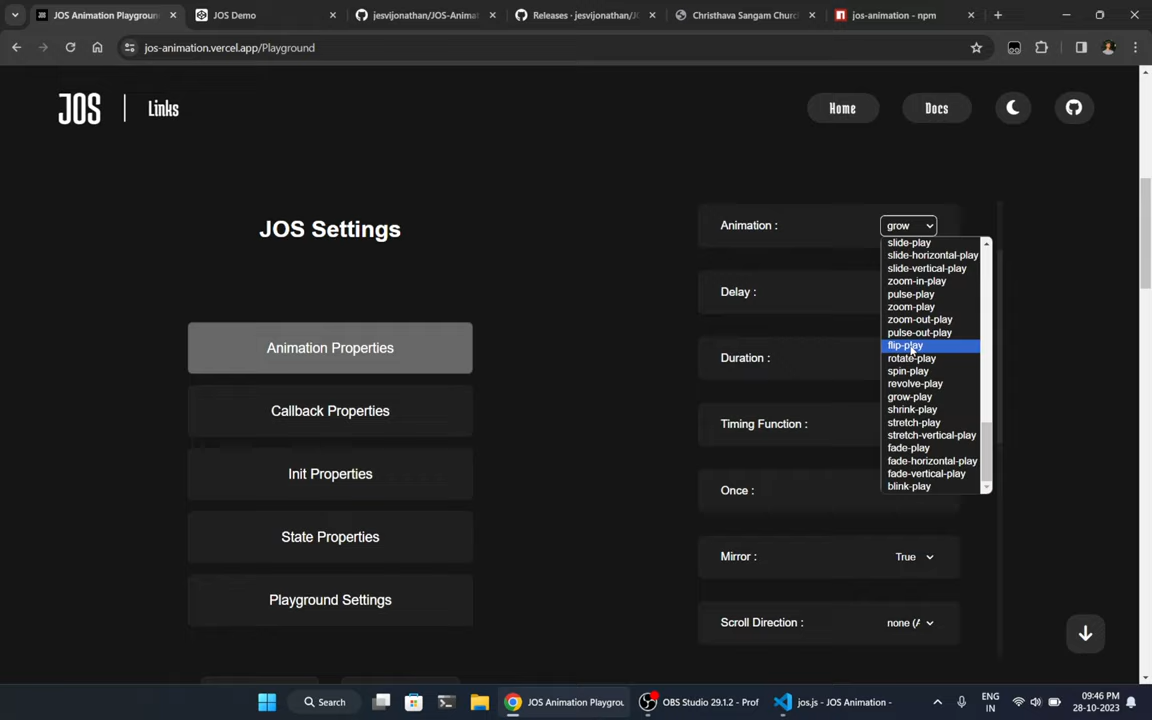 JOS Animation Playgroun
JOS Demo
jesvijonathan/JOS-Animat
Releases · jesvijonathan/J
Christhava Sangam Churc
jos-animation - npm
jos-animation.vercel.app/Playground
JOS
Links
Home
Docs
JOS Settings
Animation Properties
Callback Properties
Init Properties
State Properties
Playground Settings
Animation :
grow
slide-play
slide-horizontal-play
slide-vertical-play
zoom-in-play
pulse-play
zoom-play
zoom-out-play
pulse-out-play
flip-play
rotate-play
spin-play
revolve-play
grow-play
shrink-play
stretch-play
stretch-vertical-play
fade-play
fade-horizontal-play
fade-vertical-play
blink-play
Delay :
Duration :
Timing Function :
Once :
Mirror :
True
Scroll Direction :
none (A
Search
JOS Animation Playgrou
OBS Studio 29.1.2 - Prof
jos.js - JOS Animation -
ENG
IN
09:46 PM
28-10-2023